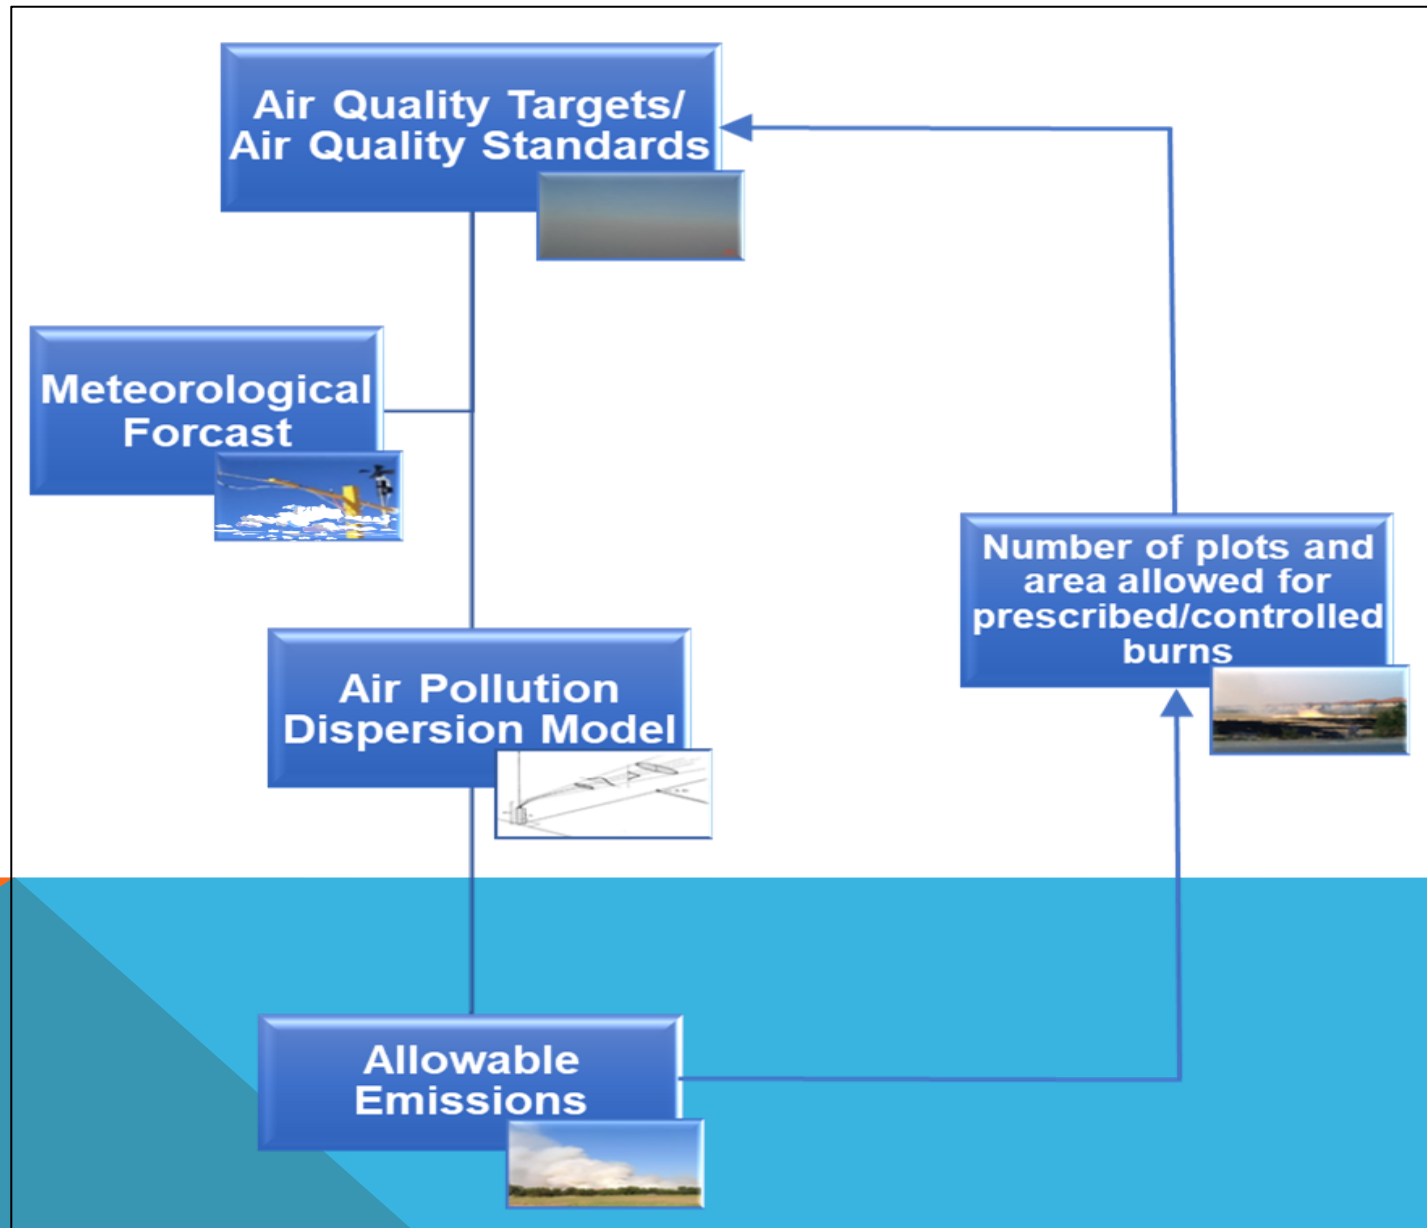 Air Quality Targets/
Air Quality Standards
Meteorological
Forcast
Air Pollution
Dispersion Model
Allowable
Emissions
Number of plots and
area allowed for
prescribed/controlled
burns